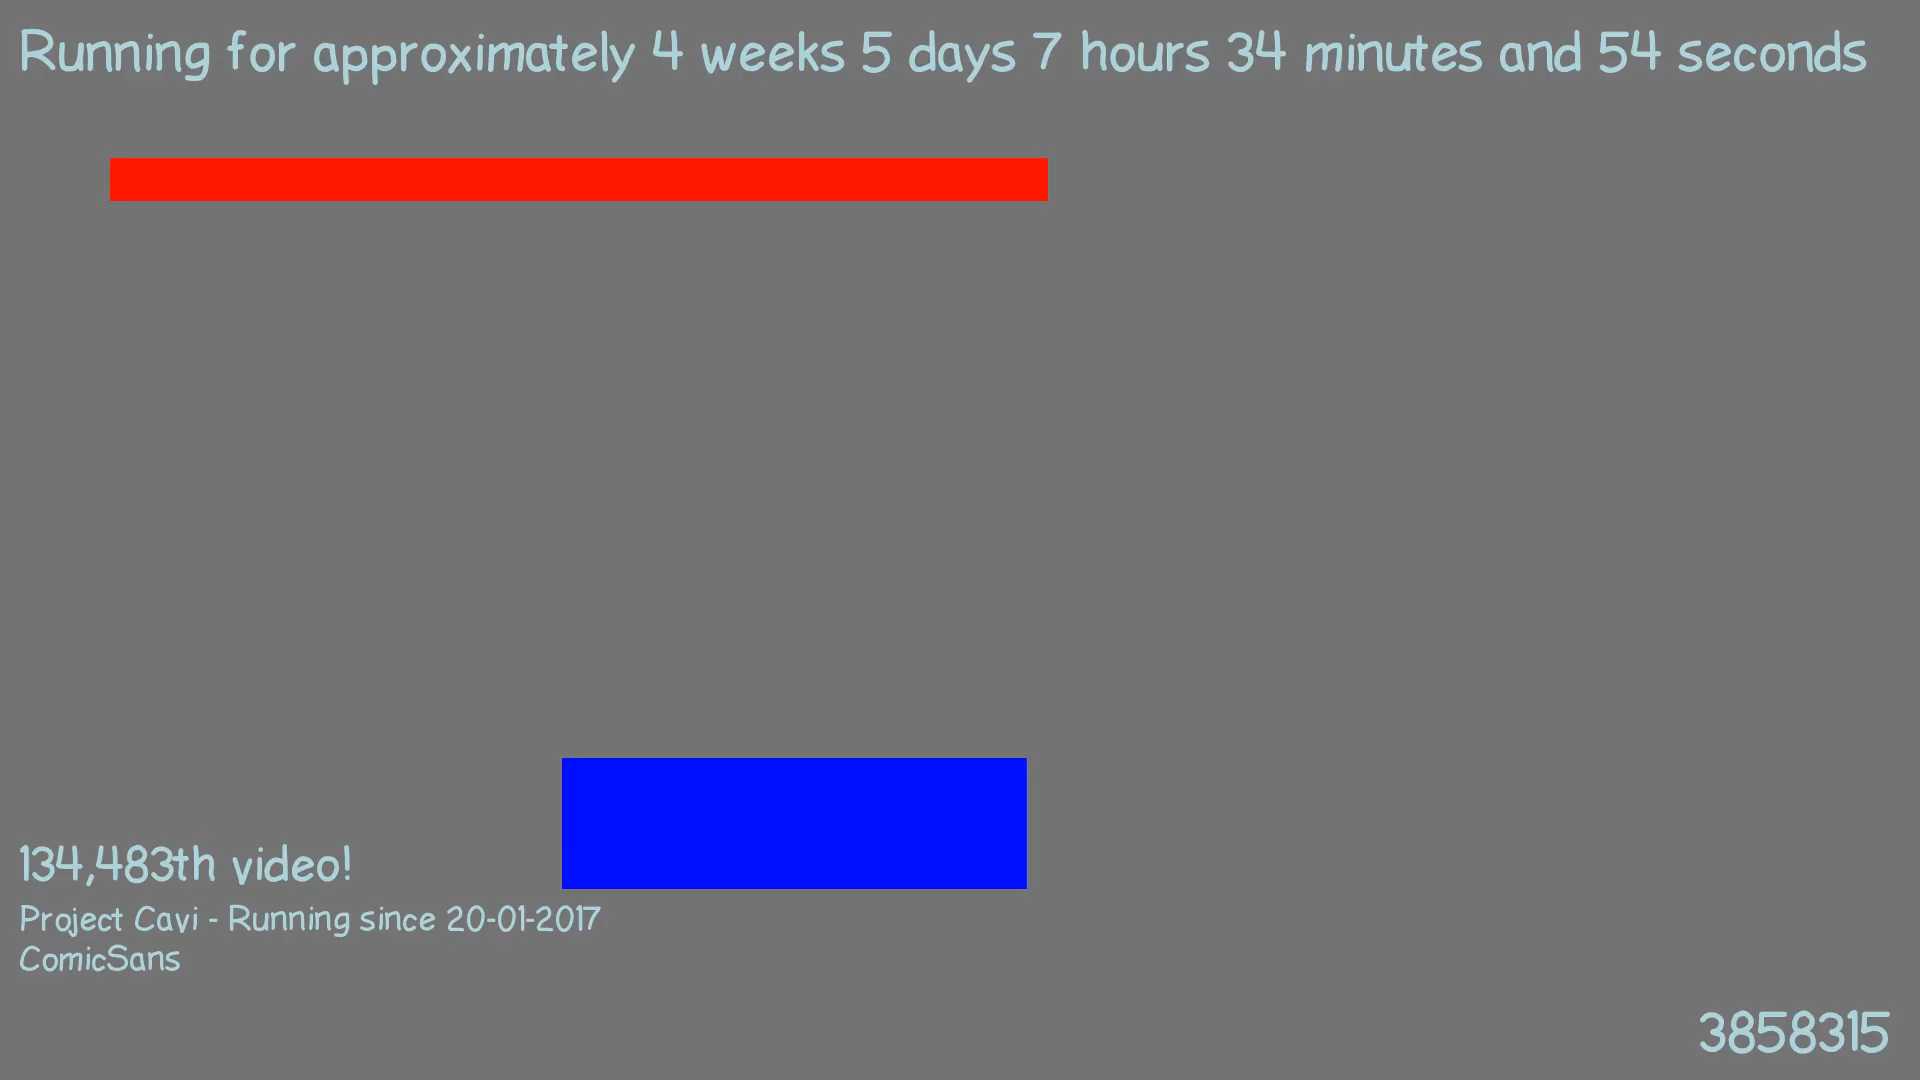 Running for approximately 4 weeks 5 days 7 hours 34 minutes and 54 seconds
134,483th video!
Project Cavi - Running since 20-01-2017
ComicSans
3858315